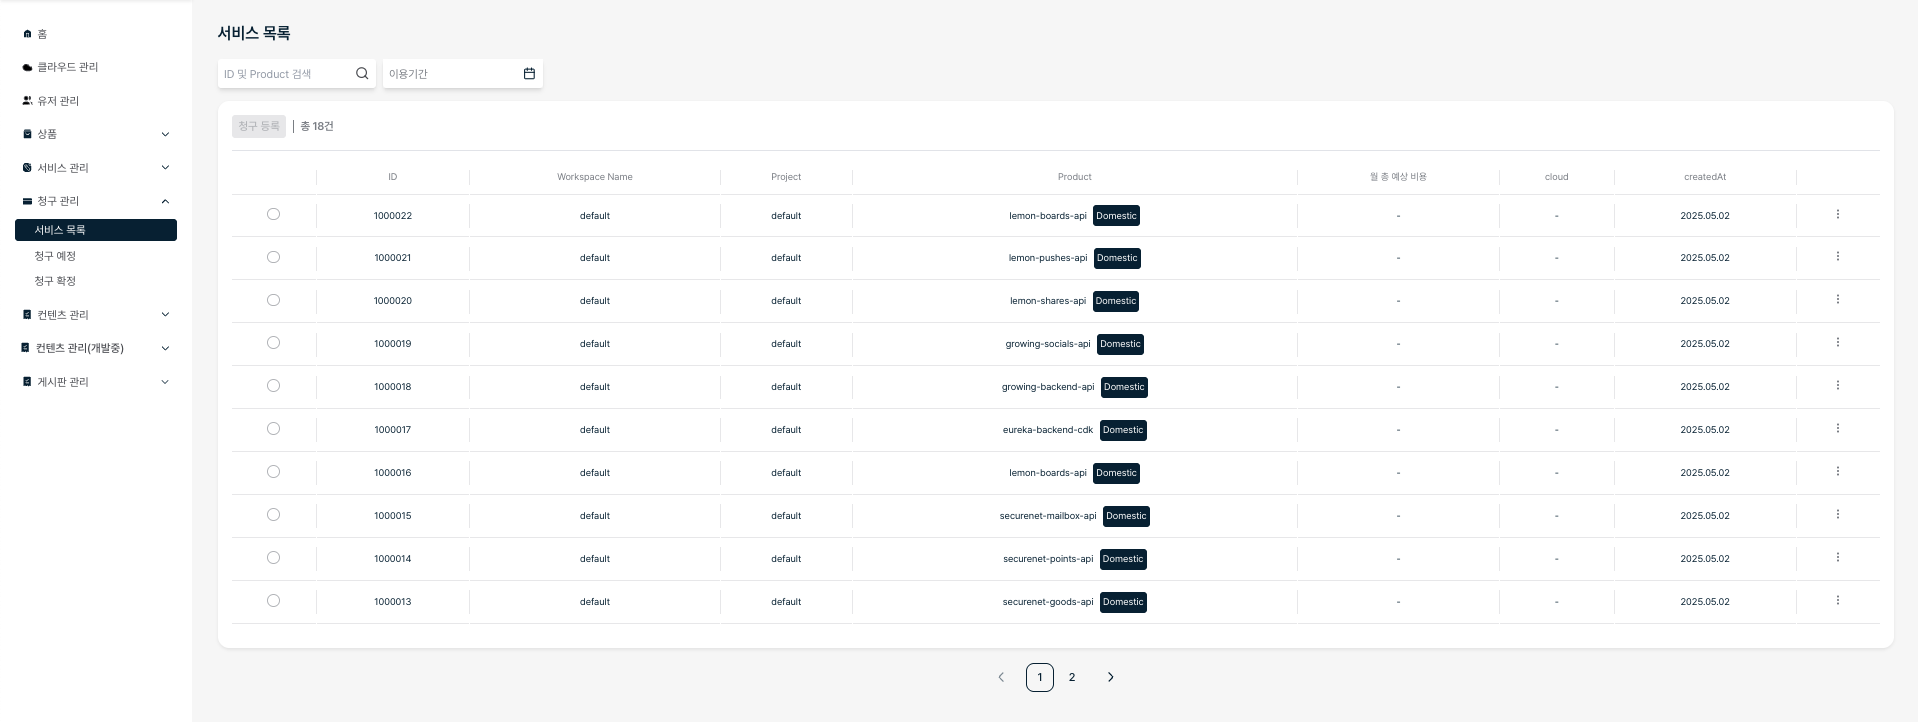 홈
클라우드 관리
유저 관리
상품
서비스 관리
청구 관리
서비스 목록
청구 예정
청구 확정
컨텐츠 관리
컨텐츠 관리(개발중)
게시판 관리
서비스 목록
ID 및 Product 검색 이용기간
청구 등록 | 총 18건
ID Workspace Name Project Product 월 총 예상 비용 cloud createdAt
1000022 default default lemon-boards-api Domestic - - 2025.05.02
1000021 default default lemon-pushes-api Domestic - - 2025.05.02
1000020 default default lemon-shares-api Domestic - - 2025.05.02
1000019 default default growing-socials-api Domestic - - 2025.05.02
1000018 default default growing-backend-api Domestic - - 2025.05.02
1000017 default default eureka-backend-cdk Domestic - - 2025.05.02
1000016 default default lemon-boards-api Domestic - - 2025.05.02
1000015 default default securenet-mailbox-api Domestic - - 2025.05.02
1000014 default default securenet-points-api Domestic - - 2025.05.02
1000013 default default securenet-goods-api Domestic - - 2025.05.02
1 2